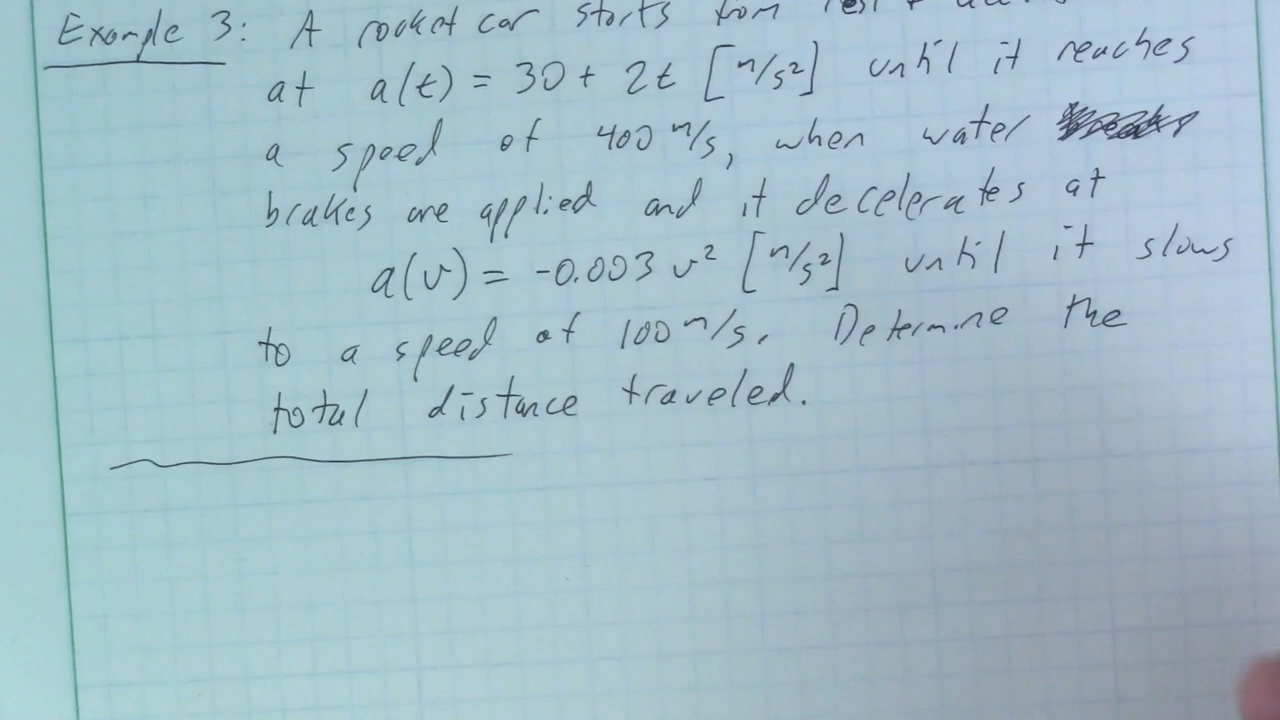 Example 3: A rocket car starts from rest &
at a(t) = 30 + 2t [m/s²] until it reaches
a speed of 400 m/s, when water
brakes are applied and it decelerates at
a(v) = -0.003 v² [m/s²] until it slows
to a speed of 100 m/s. Determine the
total distance traveled.